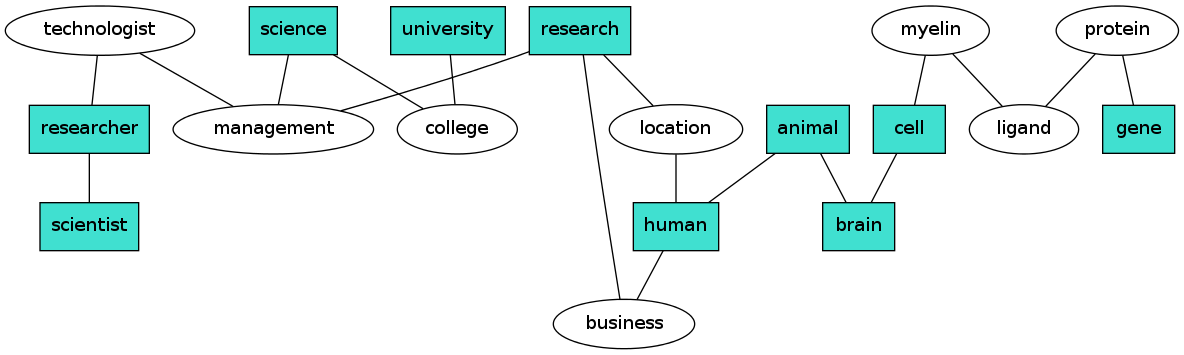 technologist
science
university
research
myelin
protein
researcher
management
college
location
animal
cell
ligand
gene
scientist
human
brain
business